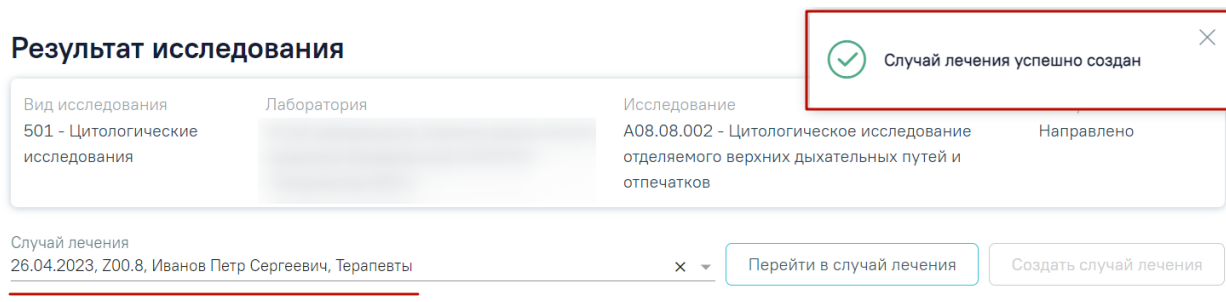 Результат исследования
Случай лечения успешно создан
Вид исследования
Лаборатория
Исследование
501 - Цитологические
исследования
A08.08.002 - Цитологическое исследование
отделяемого верхних дыхательных путей и
отпечатков
Направлено
Случай лечения
26.04.2023, Z00.8, Иванов Петр Сергеевич, Терапевты
Перейти в случай лечения
Создать случай лечения